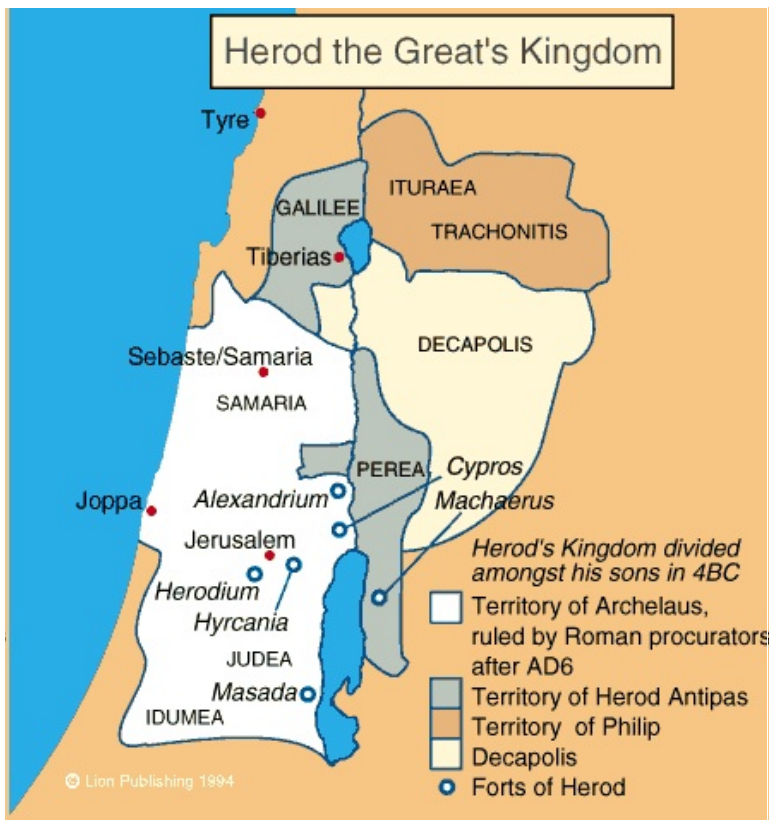 Herod the Great's Kingdom
Tyre
ITURAEA
GALILEE
TRACHONITIS
Tiberias
DECAPOLIS
Sebaste/Samaria
SAMARIA
PEREA
Cypros
Alexandrium
Machaerus
Joppa
Jerusalem
Herodium
Hyrcania
JUDEA
Masada
IDUMEA
Herod's Kingdom divided
amongst his sons in 4BC
Territory of Archelaus,
ruled by Roman procurators
after AD6
Territory of Herod Antipas
Territory of Philip
Decapolis
Forts of Herod
© Lion Publishing 1994